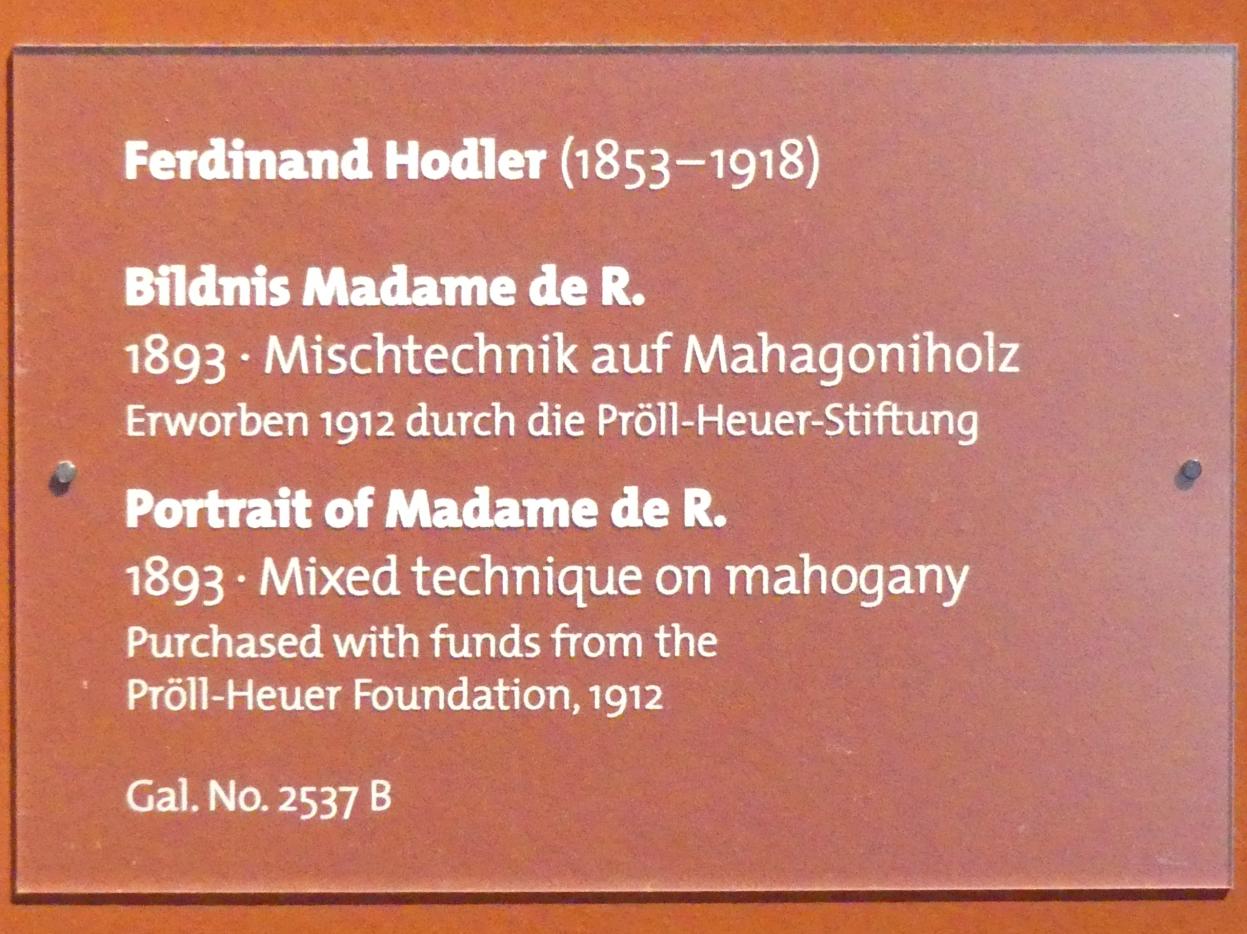 Ferdinand Hodler (1853–1918)
Bildnis Madame de R.
1893 · Mischtechnik auf Mahagoniholz
Erworben 1912 durch die Pröll-Heuer-Stiftung
Portrait of Madame de R.
1893 · Mixed technique on mahogany
Purchased with funds from the
Pröll-Heuer Foundation, 1912
Gal. No. 2537 B